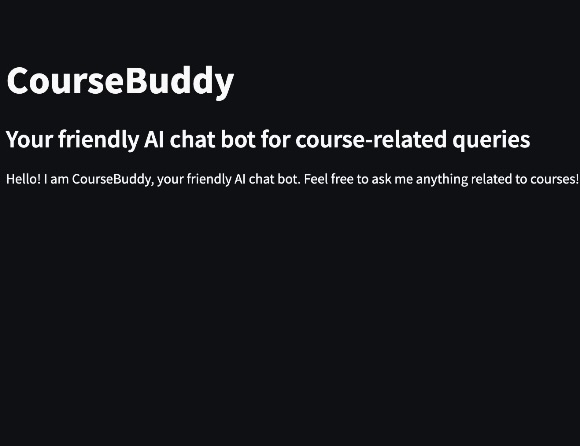 CourseBuddy
Your friendly AI chat bot for course-related queries
Hello! I am CourseBuddy, your friendly AI chat bot. Feel free to ask me anything related to courses!